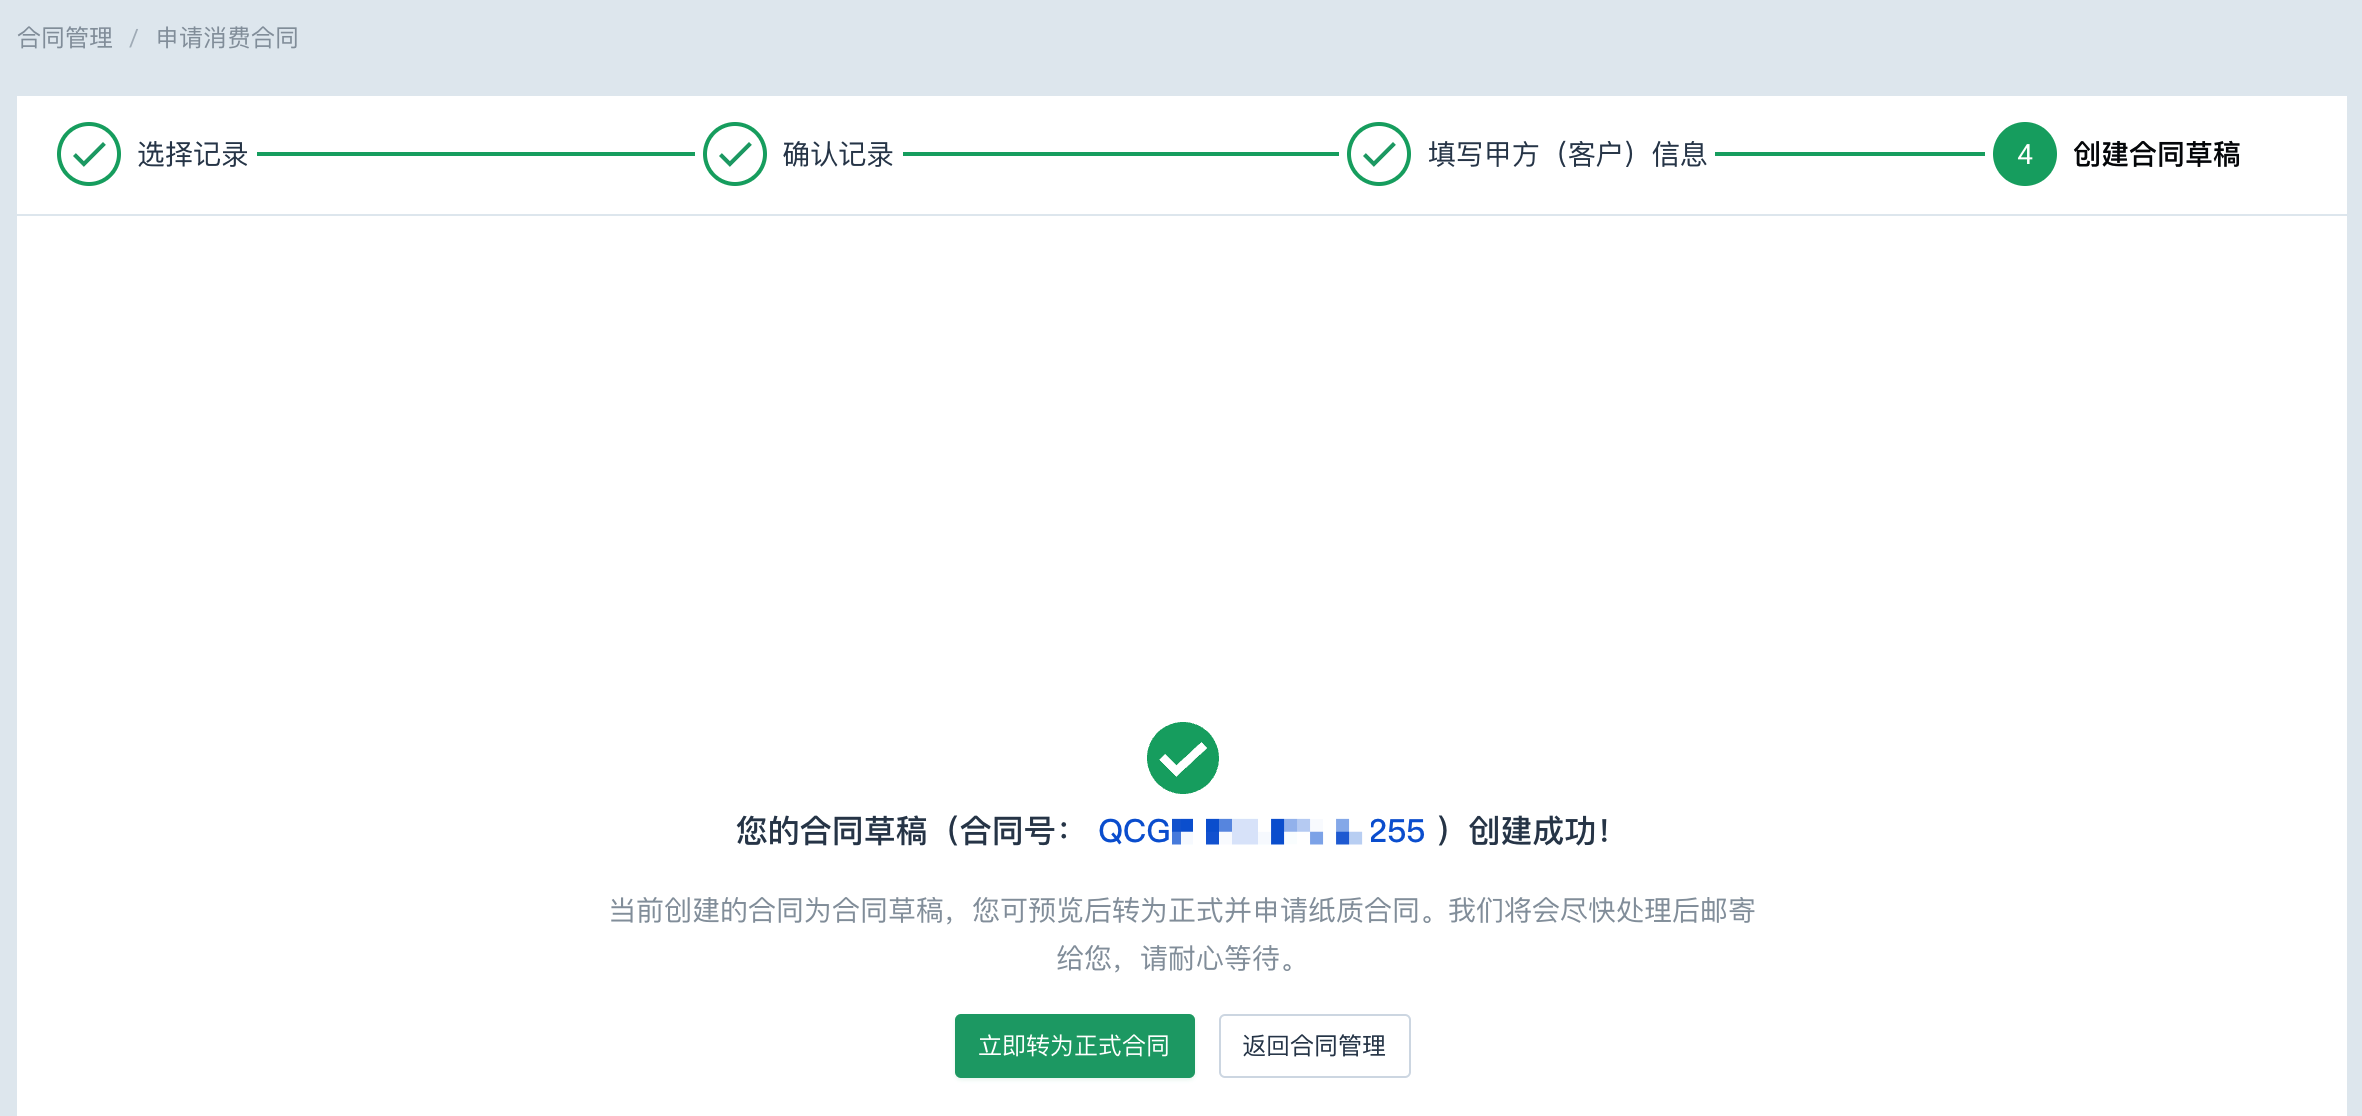 合同管理 / 申请消费合同
选择记录
确认记录
填写甲方（客户）信息
4 创建合同草稿
您的合同草稿（合同号： QCG 255 ）创建成功！
当前创建的合同为合同草稿，您可预览后转为正式并申请纸质合同。我们将会尽快处理后邮寄
给您，请耐心等待。
立即转为正式合同
返回合同管理